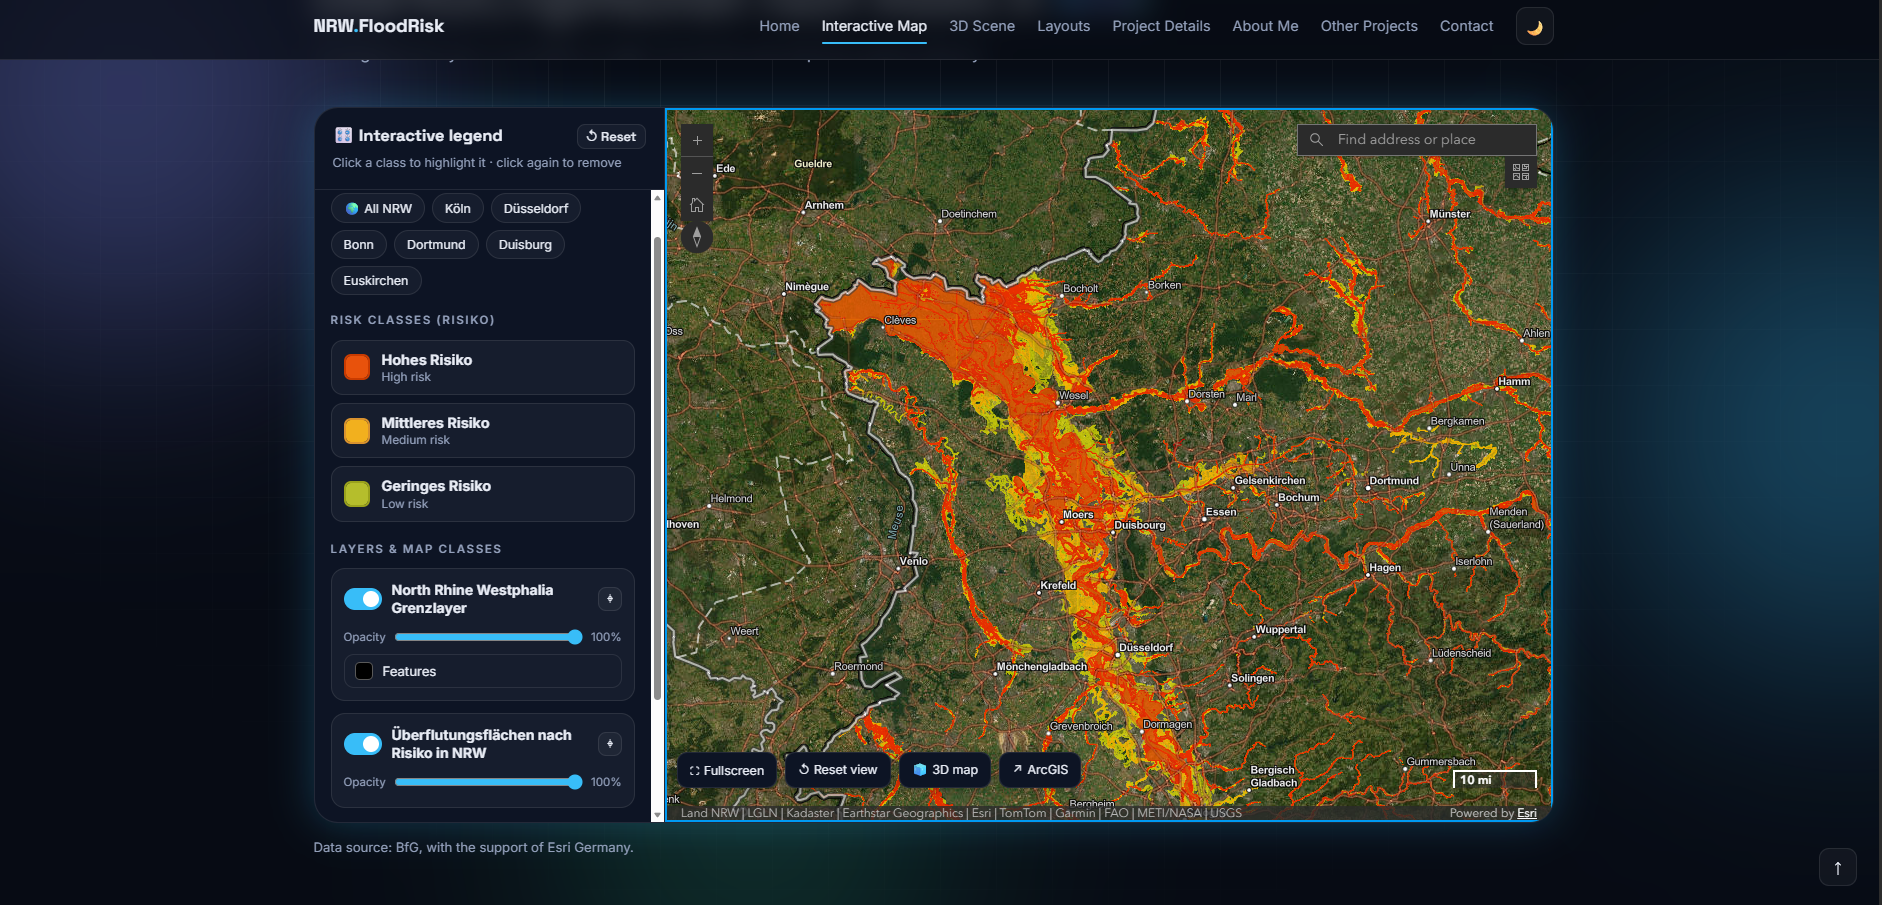 NRW.FloodRisk
Home Interactive Map 3D Scene Layouts Project Details About Me Other Projects Contact
Interactive legend
Reset
Click a class to highlight it · click again to remove
All NRW Köln Düsseldorf
Bonn Dortmund Duisburg
Euskirchen
RISK CLASSES (RISIKO)
Hohes Risiko
High risk
Mittleres Risiko
Medium risk
Geringes Risiko
Low risk
LAYERS & MAP CLASSES
North Rhine Westphalia
Grenzlayer
Opacity 100%
Features
Überflutungsflächen nach
Risiko in NRW
Opacity 100%
Find address or place
Ede
Gueldre
Arnhem
Doetinchem
Münster
Nimègue
Bocholt
Borken
Oss
Clèves
Ahlen
Wesel
Dorsten
Marl
Hamm
Bergkamen
Unna
Helmond
Gelsenkirchen
Dortmund
Bochum
lhoven
Meuse
Moers
Essen
Duisbourg
Menden
(Sauerland)
Venlo
Hagen
Iserlohn
Krefeld
Weert
Wuppertal
Roermond
Mönchengladbach
Düsseldorf
Lüdenscheid
Solingen
Grevenbroich
Dormagen
Bergisch
Gladbach
Gummersbach
Bergheim
enk
Fullscreen Reset view 3D map ArcGIS
10 mi
Land NRW | LGLN | Kadaster | Earthstar Geographics | Esri | TomTom | Garmin | FAO | METI/NASA | USGS
Powered by Esri
Data source: BfG, with the support of Esri Germany.